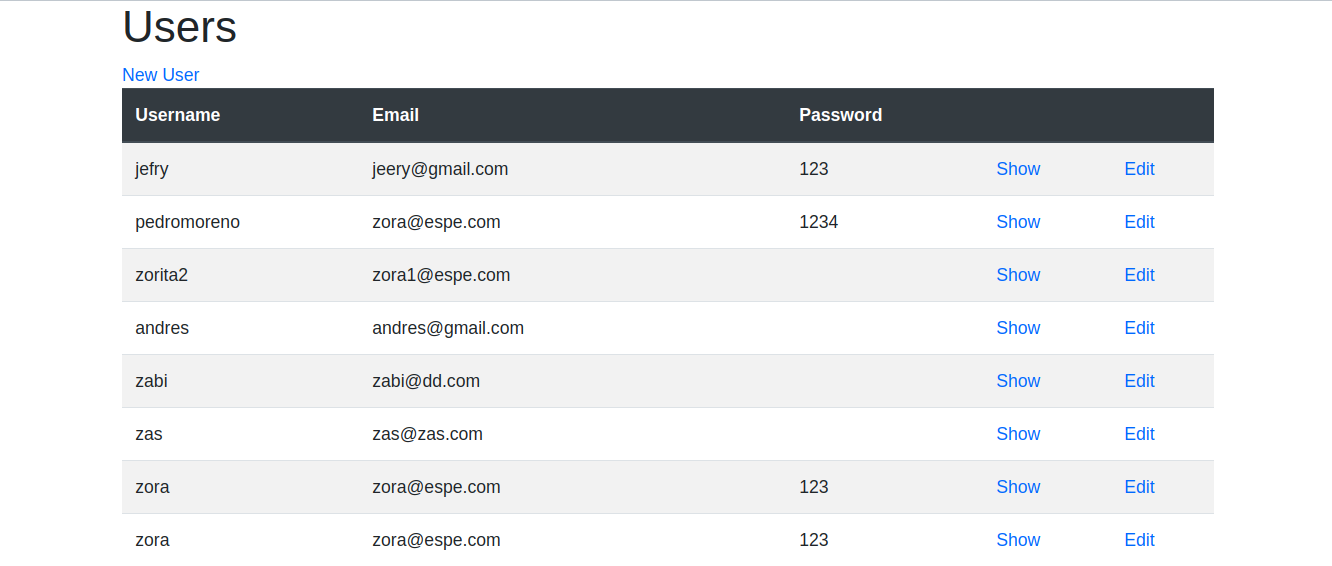 Users
New User
Username Email Password
jefry jeery@gmail.com 123 Show Edit
pedromoreno zora@espe.com 1234 Show Edit
zorita2 zora1@espe.com Show Edit
andres andres@gmail.com Show Edit
zabi zabi@dd.com Show Edit
zas zas@zas.com Show Edit
zora zora@espe.com 123 Show Edit
zora zora@espe.com 123 Show Edit